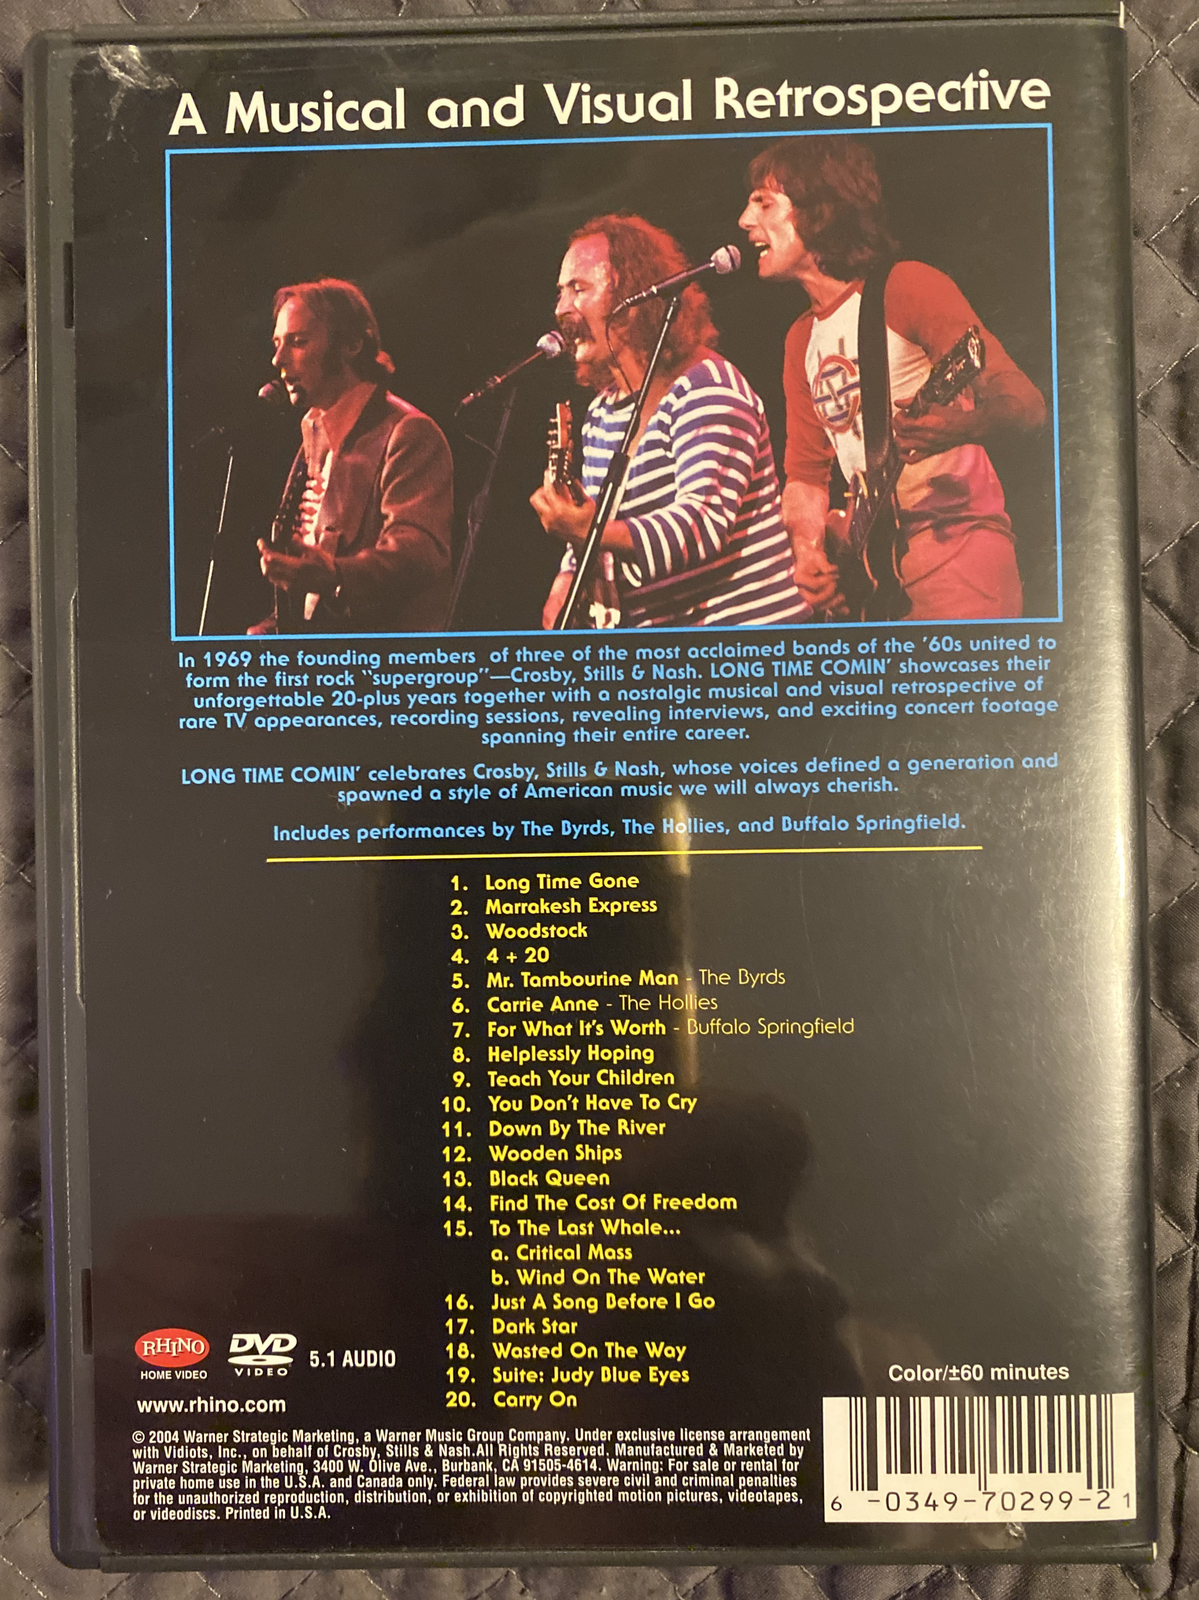 A Musical and Visual Retrospective
In 1969 the founding members of three of the most acclaimed bands of the '60s united to
form the first rock "supergroup"—Crosby, Stills & Nash. LONG TIME COMIN' showcases their
unforgettable 20-plus years together with a nostalgic musical and visual retrospective of
rare TV appearances, recording sessions, revealing interviews, and exciting concert footage
spanning their entire career.
LONG TIME COMIN' celebrates Crosby, Stills & Nash, whose voices defined a generation and
spawned a style of American music we will always cherish.
Includes performances by The Byrds, The Hollies, and Buffalo Springfield.
1. Long Time Gone
2. Marrakesh Express
3. Woodstock
4. 4 + 20
5. Mr. Tambourine Man - The Byrds
6. Carrie Anne - The Hollies
7. For What It's Worth - Buffalo Springfield
8. Helplessly Hoping
9. Teach Your Children
10. You Don't Have To Cry
11. Down By The River
12. Wooden Ships
13. Black Queen
14. Find The Cost Of Freedom
15. To The Last Whale...
a. Critical Mass
b. Wind On The Water
16. Just A Song Before I Go
17. Dark Star
18. Wasted On The Way
19. Suite: Judy Blue Eyes
20. Carry On
RHINO
HOME VIDEO
DVD
VIDEO
5.1 AUDIO
www.rhino.com
Color/±60 minutes
© 2004 Warner Strategic Marketing, a Warner Music Group Company. Under exclusive license arrangement
with Vidiots, Inc., on behalf of Crosby, Stills & Nash.All Rights Reserved. Manufactured & Marketed by
Warner Strategic Marketing, 3400 W. Olive Ave., Burbank, CA 91505-4614. Warning: For sale or rental for
private home use in the U.S.A. and Canada only. Federal law provides severe civil and criminal penalties
for the unauthorized reproduction, distribution, or exhibition of copyrighted motion pictures, videotapes,
or videodiscs. Printed in U.S.A.
6 -0349-70299-2 1